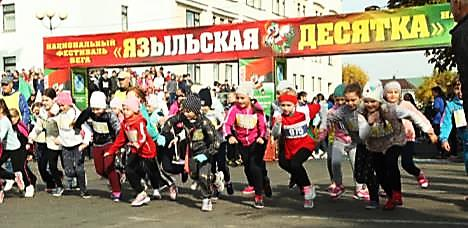 НАЦИОНАЛЬНЫЙ
ФЕСТИВАЛЬ
БЕГА
«ЯЗЫЛЬСКАЯ ДЕСЯТКА»